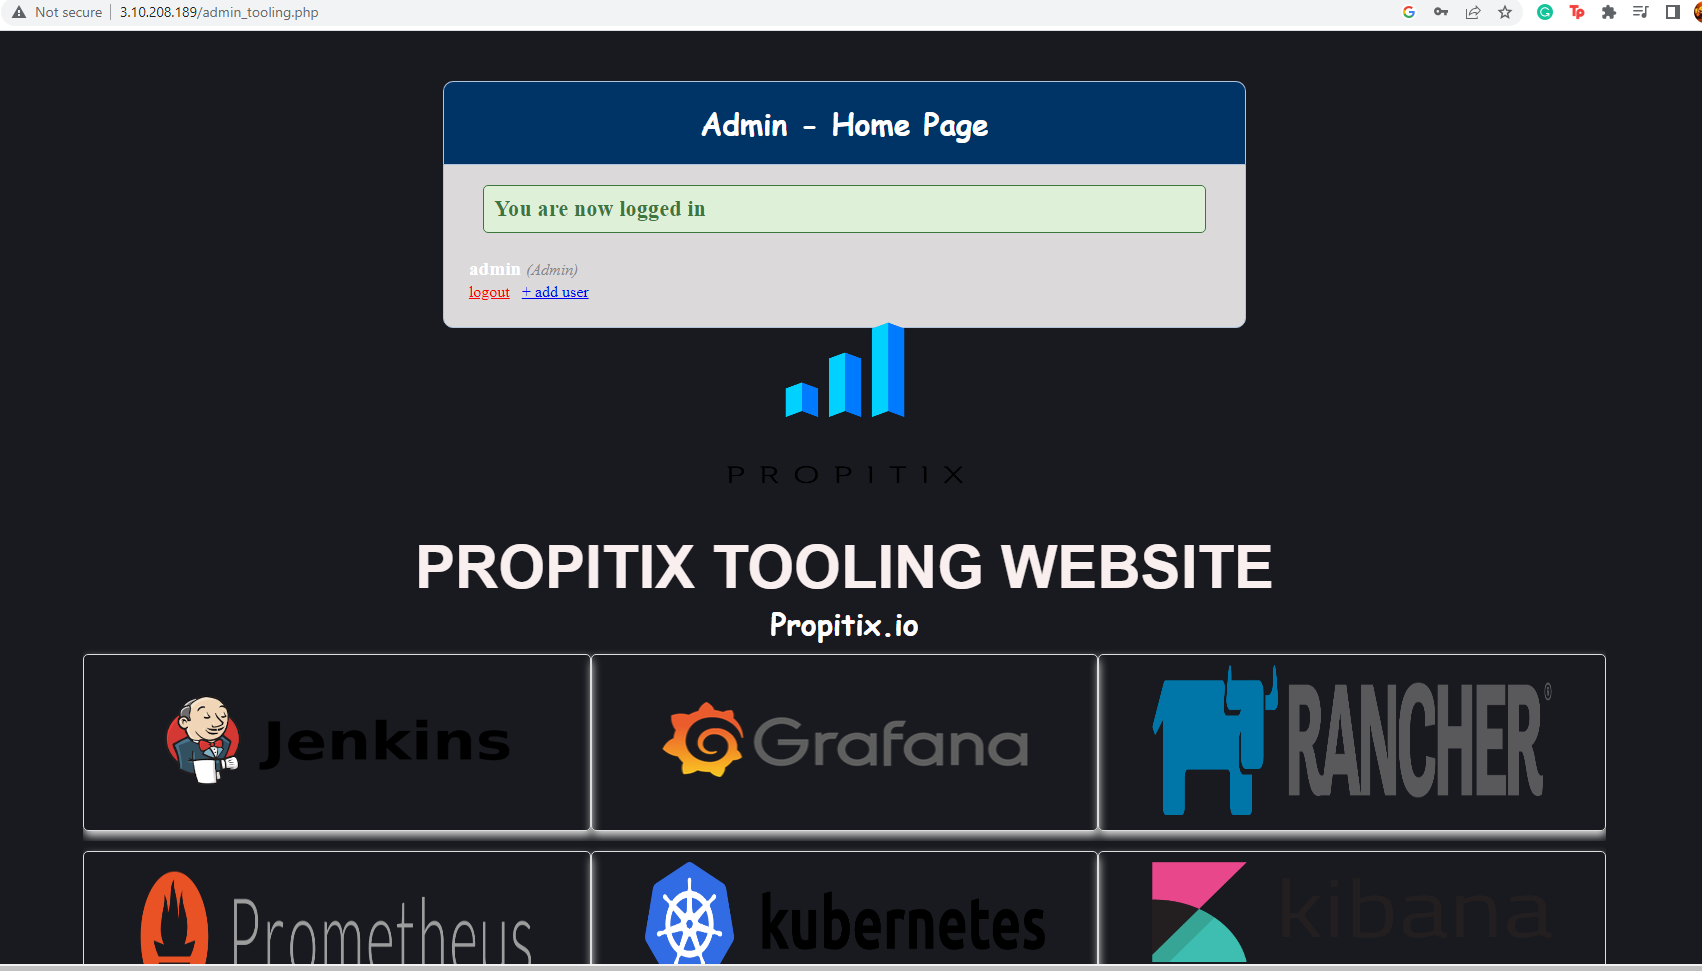 Not secure 3.10.208.189/admin_tooling.php
Admin - Home Page
You are now logged in
admin (Admin)
logout + add user
PROPITIX
PROPITIX TOOLING WEBSITE
Propitix.io
Jenkins Grafana RANCHER
Prometheus kubernetes kibana